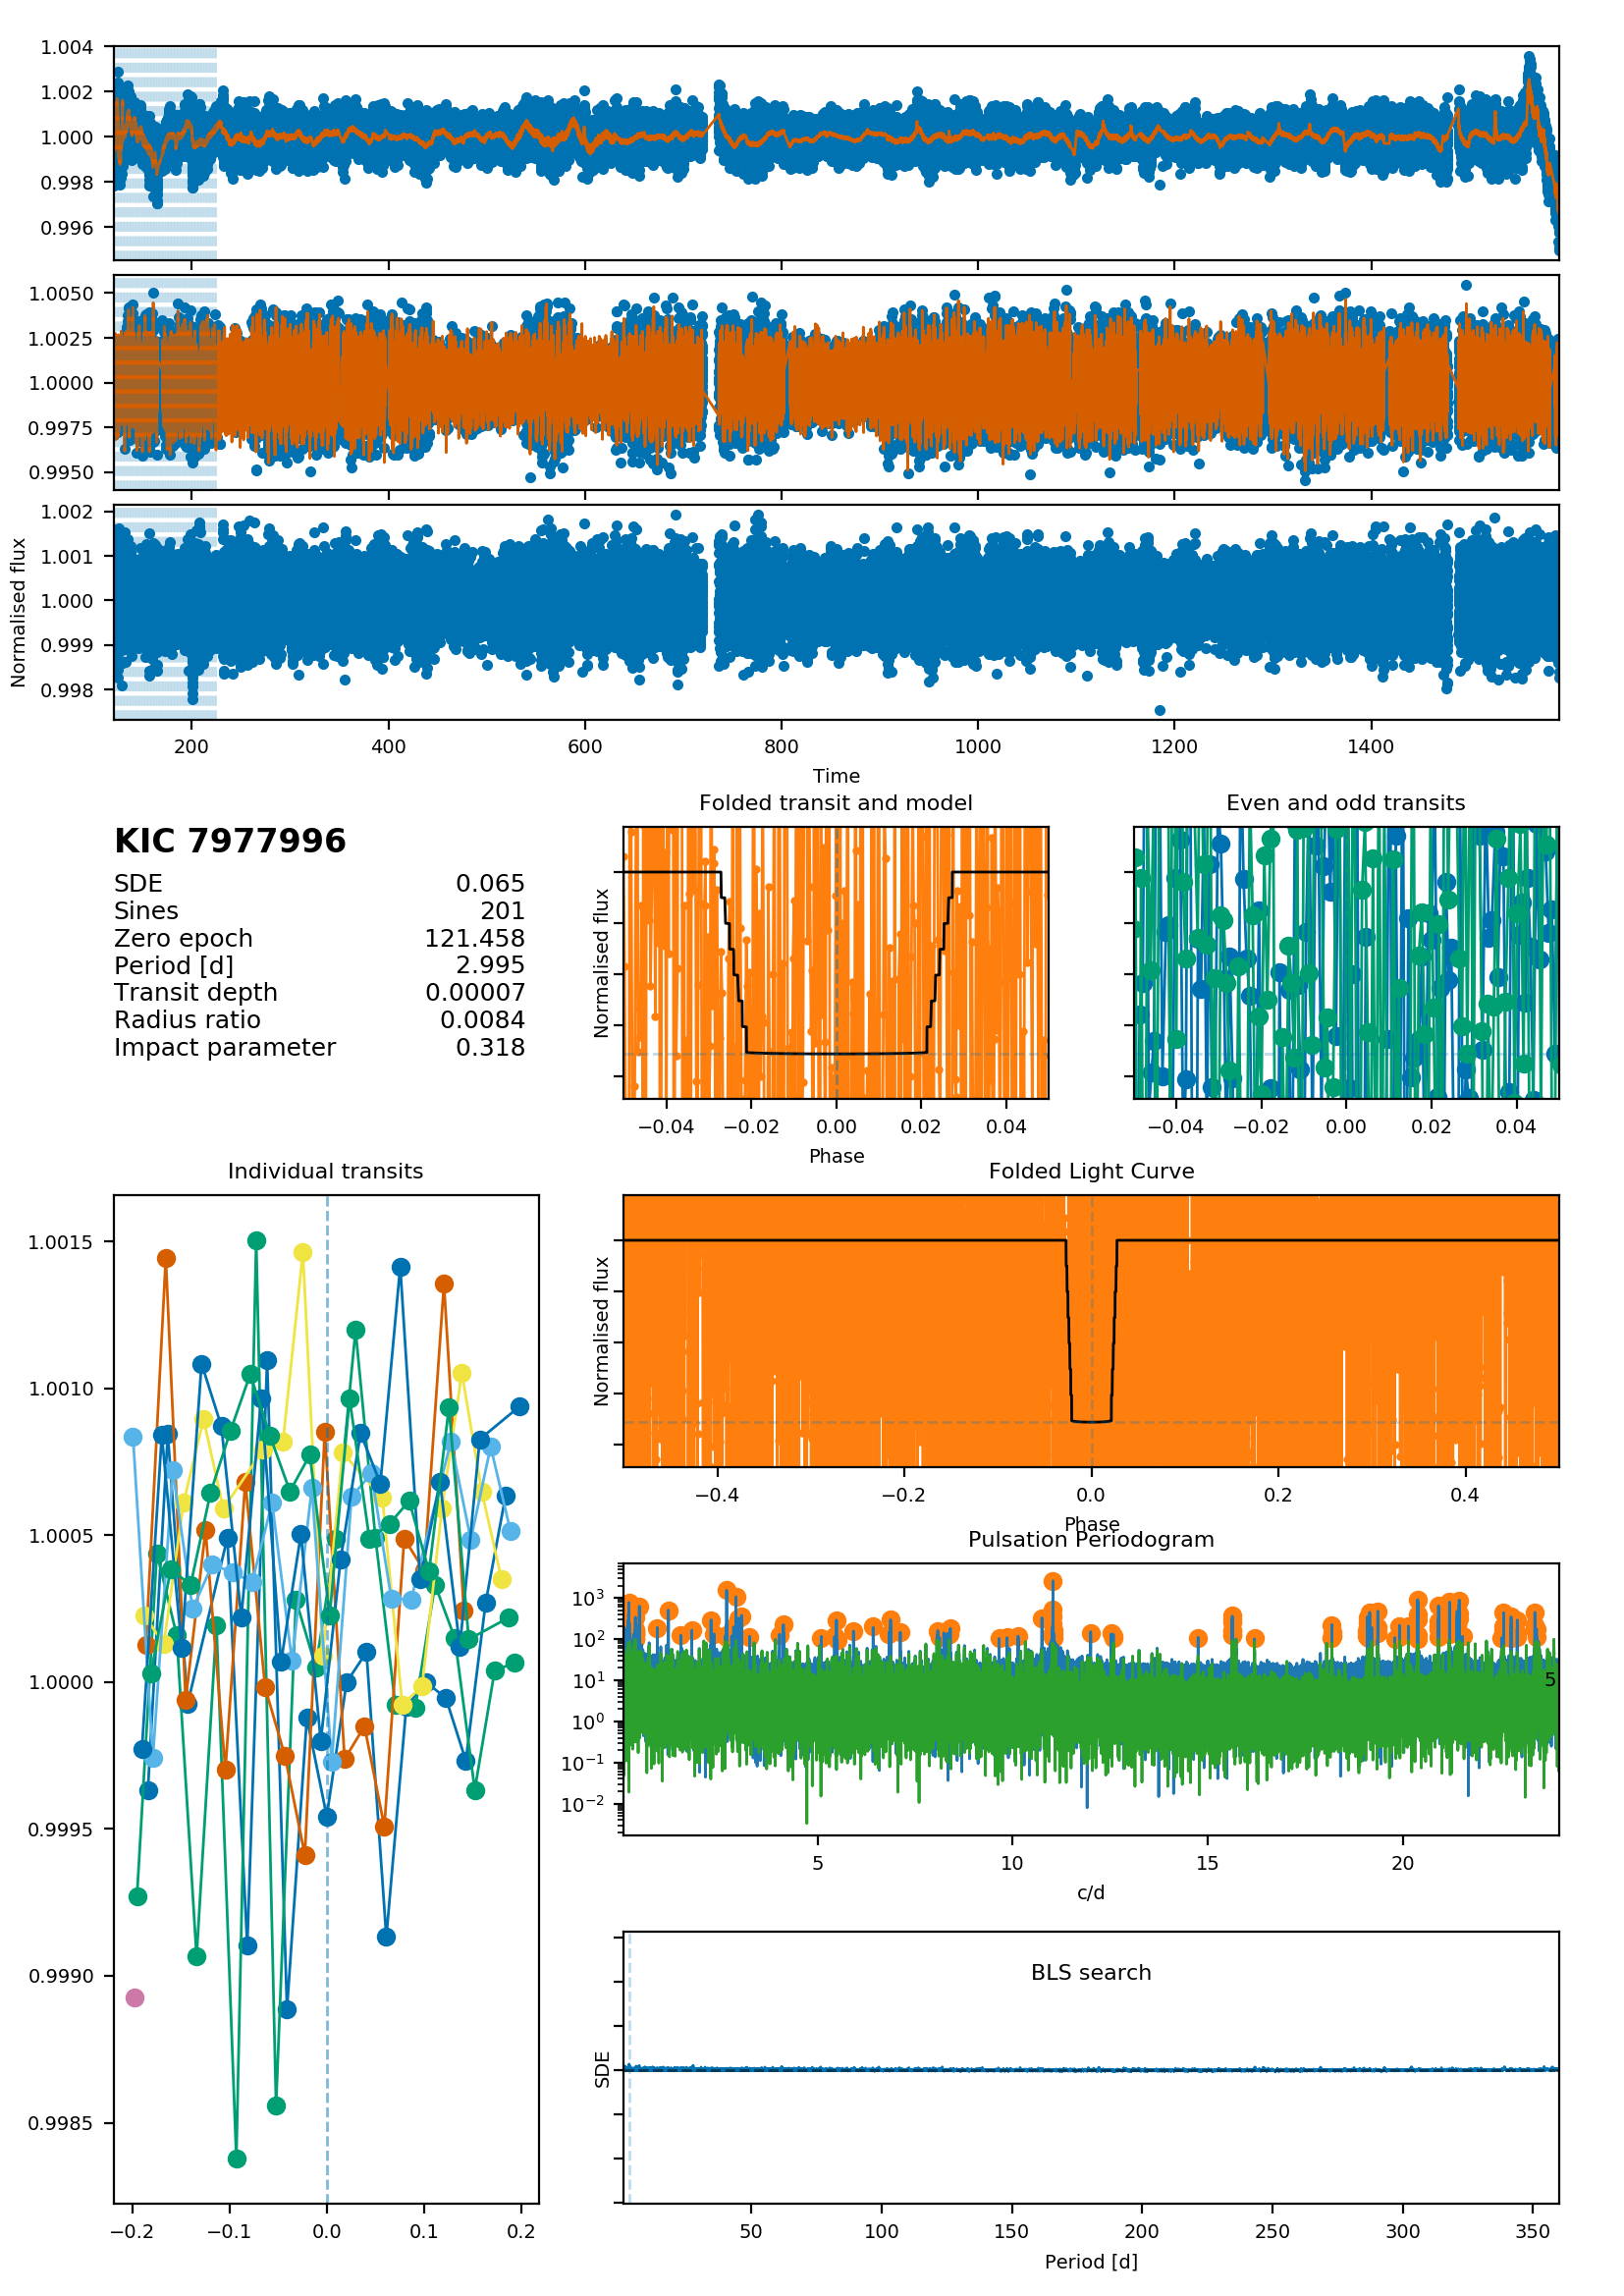 1.004
1.002
1.000
0.998
0.996
1.0050
1.0025
1.0000
0.9975
0.9950
1.002
1.001
1.000
0.999
0.998
Normalised flux
200 400 600 800 1000 1200 1400
Time
KIC 7977996
SDE 0.065
Sines 201
Zero epoch 121.458
Period [d] 2.995
Transit depth 0.00007
Radius ratio 0.0084
Impact parameter 0.318
Folded transit and model
Normalised flux
−0.04 −0.02 0.00 0.02 0.04
Phase
Even and odd transits
−0.04 −0.02 0.00 0.02 0.04
Individual transits
1.0015
1.0010
1.0005
1.0000
0.9995
0.9990
0.9985
−0.2 −0.1 0.0 0.1 0.2
Folded Light Curve
Normalised flux
−0.4 −0.2 0.0 0.2 0.4
Phase
Pulsation Periodogram
10³
10²
10¹
10⁰
10⁻¹
10⁻²
5
5 10 15 20
c/d
BLS search
SDE
50 100 150 200 250 300 350
Period [d]